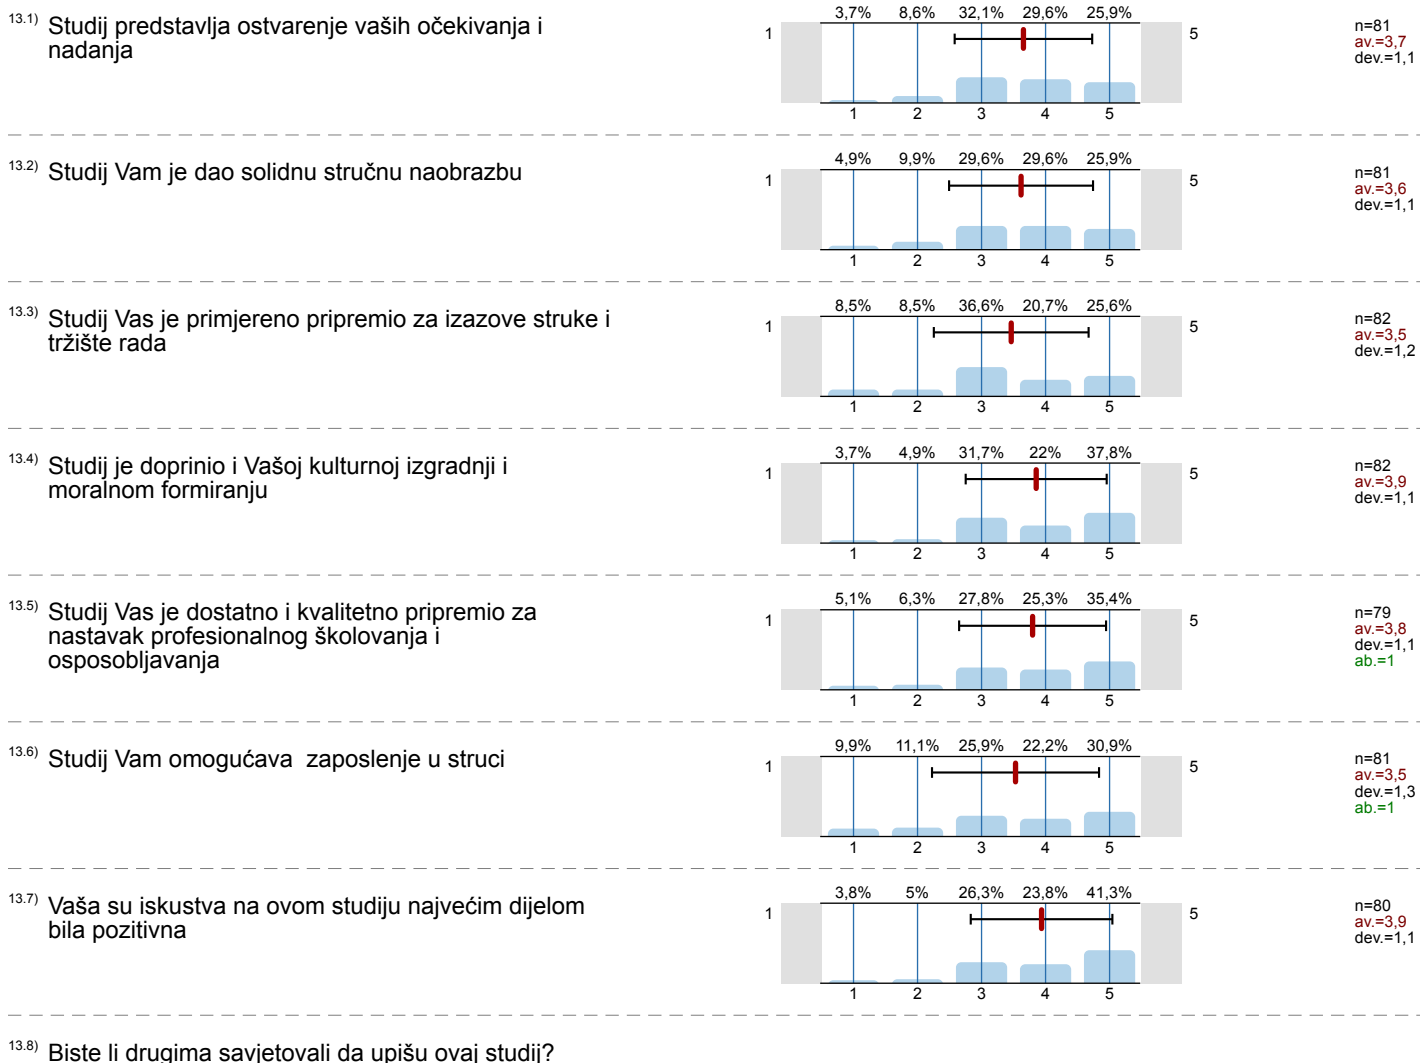 13.1) Studij predstavlja ostvarenje vaših očekivanja i
nadanja
3,7% 8,6% 32,1% 29,6% 25,9%
1 5
1 2 3 4 5
n=81
av.=3,7
dev.=1,1
13.2) Studij Vam je dao solidnu stručnu naobrazbu
4,9% 9,9% 29,6% 29,6% 25,9%
1 5
1 2 3 4 5
n=81
av.=3,6
dev.=1,1
13.3) Studij Vas je primjereno pripremio za izazove struke i
tržište rada
8,5% 8,5% 36,6% 20,7% 25,6%
1 5
1 2 3 4 5
n=82
av.=3,5
dev.=1,2
13.4) Studij je doprinio i Vašoj kulturnoj izgradnji i
moralnom formiranju
3,7% 4,9% 31,7% 22% 37,8%
1 5
1 2 3 4 5
n=82
av.=3,9
dev.=1,1
13.5) Studij Vas je dostatno i kvalitetno pripremio za
nastavak profesionalnog školovanja i
osposobljavanja
5,1% 6,3% 27,8% 25,3% 35,4%
1 5
1 2 3 4 5
n=79
av.=3,8
dev.=1,1
ab.=1
13.6) Studij Vam omogućava  zaposlenje u struci
9,9% 11,1% 25,9% 22,2% 30,9%
1 5
1 2 3 4 5
n=81
av.=3,5
dev.=1,3
ab.=1
13.7) Vaša su iskustva na ovom studiju najvećim dijelom
bila pozitivna
3,8% 5% 26,3% 23,8% 41,3%
1 5
1 2 3 4 5
n=80
av.=3,9
dev.=1,1
13.8) Biste li drugima savjetovali da upišu ovaj studij?